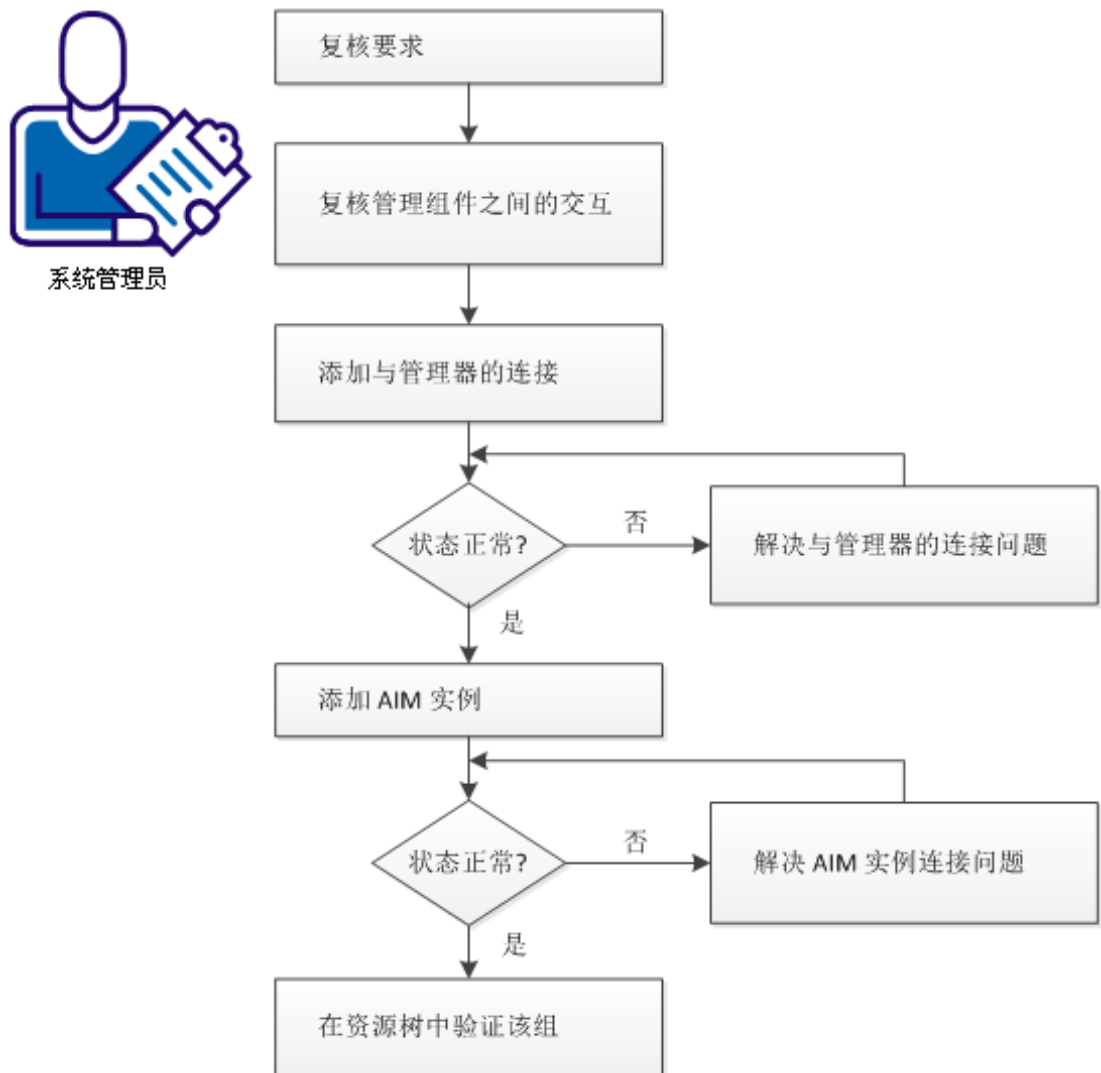 复核要求
复核管理组件之间的交互
系统管理员
添加与管理器的连接
状态正常?
否
解决与管理器的连接问题
是
添加 AIM 实例
状态正常?
否
解决 AIM 实例连接问题
是
在资源树中验证该组